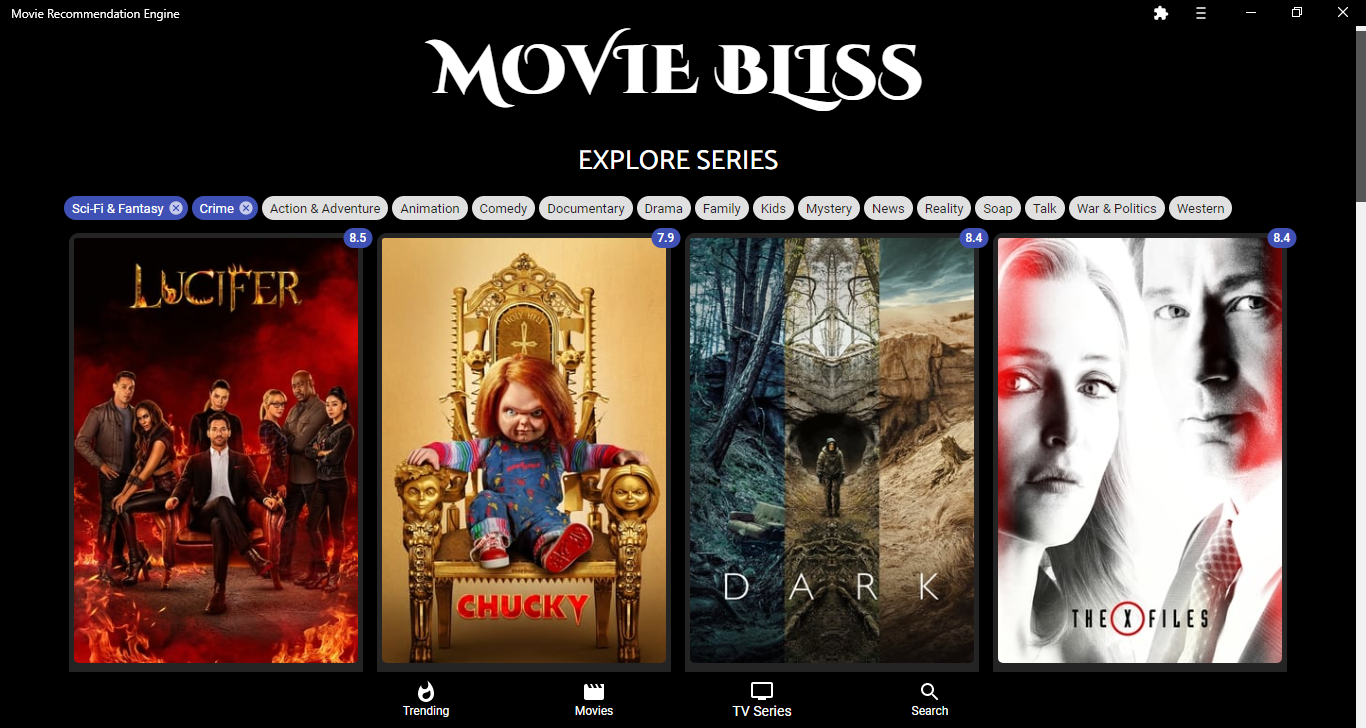 Movie Recommendation Engine
MOVIE BLISS
EXPLORE SERIES
Sci-Fi & Fantasy Crime Action & Adventure Animation Comedy Documentary Drama Family Kids Mystery News Reality Soap Talk War & Politics Western
8.5 7.9 8.4 8.4
LUCIFER
HOLY HELL
CHUCKY
DARK
THE X FILES
Trending Movies TV Series Search